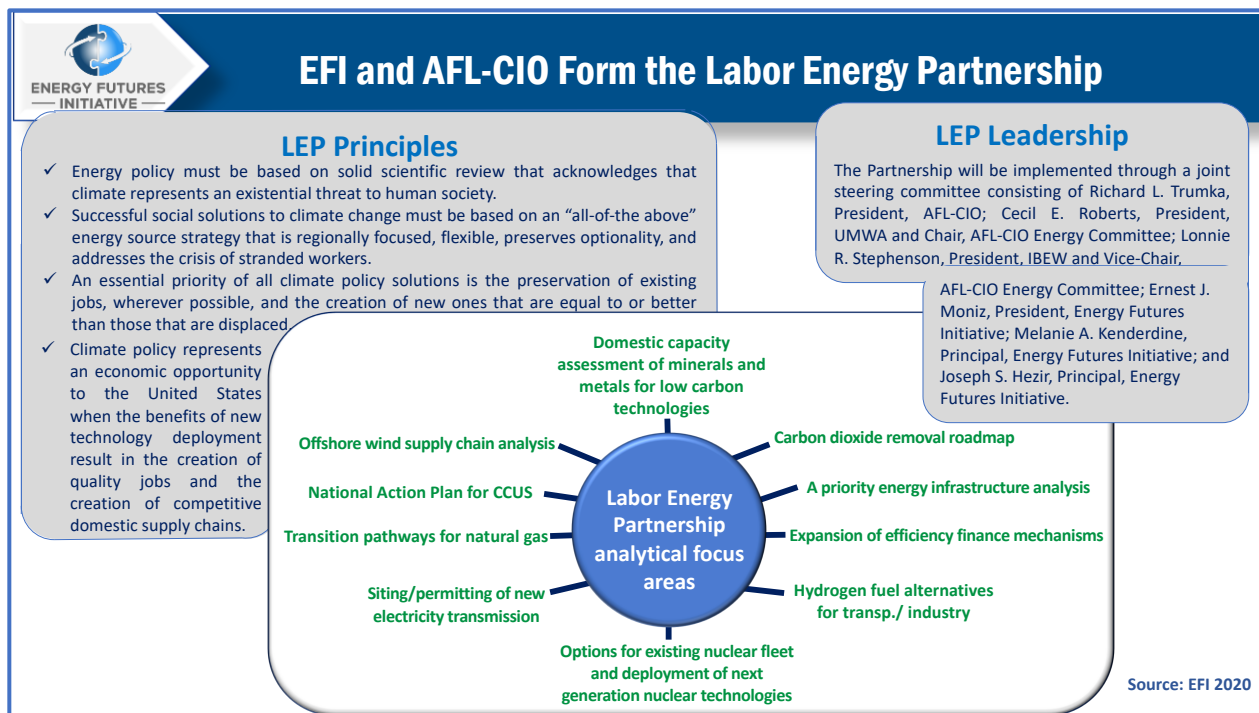 ENERGY FUTURES
INITIATIVE
EFI and AFL-CIO Form the Labor Energy Partnership
LEP Principles
✓ Energy policy must be based on solid scientific review that acknowledges that
climate represents an existential threat to human society.
✓ Successful social solutions to climate change must be based on an “all-of-the above”
energy source strategy that is regionally focused, flexible, preserves optionality, and
addresses the crisis of stranded workers.
✓ An essential priority of all climate policy solutions is the preservation of existing
jobs, wherever possible, and the creation of new ones that are equal to or better
than those that are displaced.
✓ Climate policy represents
an economic opportunity
to the United States
when the benefits of new
technology deployment
result in the creation of
quality jobs and the
creation of competitive
domestic supply chains.
LEP Leadership
The Partnership will be implemented through a joint
steering committee consisting of Richard L. Trumka,
President, AFL-CIO; Cecil E. Roberts, President,
UMWA and Chair, AFL-CIO Energy Committee; Lonnie
R. Stephenson, President, IBEW and Vice-Chair,
AFL-CIO Energy Committee; Ernest J.
Moniz, President, Energy Futures
Initiative; Melanie A. Kenderdine,
Principal, Energy Futures Initiative; and
Joseph S. Hezir, Principal, Energy
Futures Initiative.
Domestic capacity
assessment of minerals and
metals for low carbon
technologies
Offshore wind supply chain analysis
National Action Plan for CCUS
Transition pathways for natural gas
Siting/permitting of new
electricity transmission
Labor Energy
Partnership
analytical focus
areas
Carbon dioxide removal roadmap
A priority energy infrastructure analysis
Expansion of efficiency finance mechanisms
Hydrogen fuel alternatives
for transp./ industry
Options for existing nuclear fleet
and deployment of next
generation nuclear technologies
Source: EFI 2020